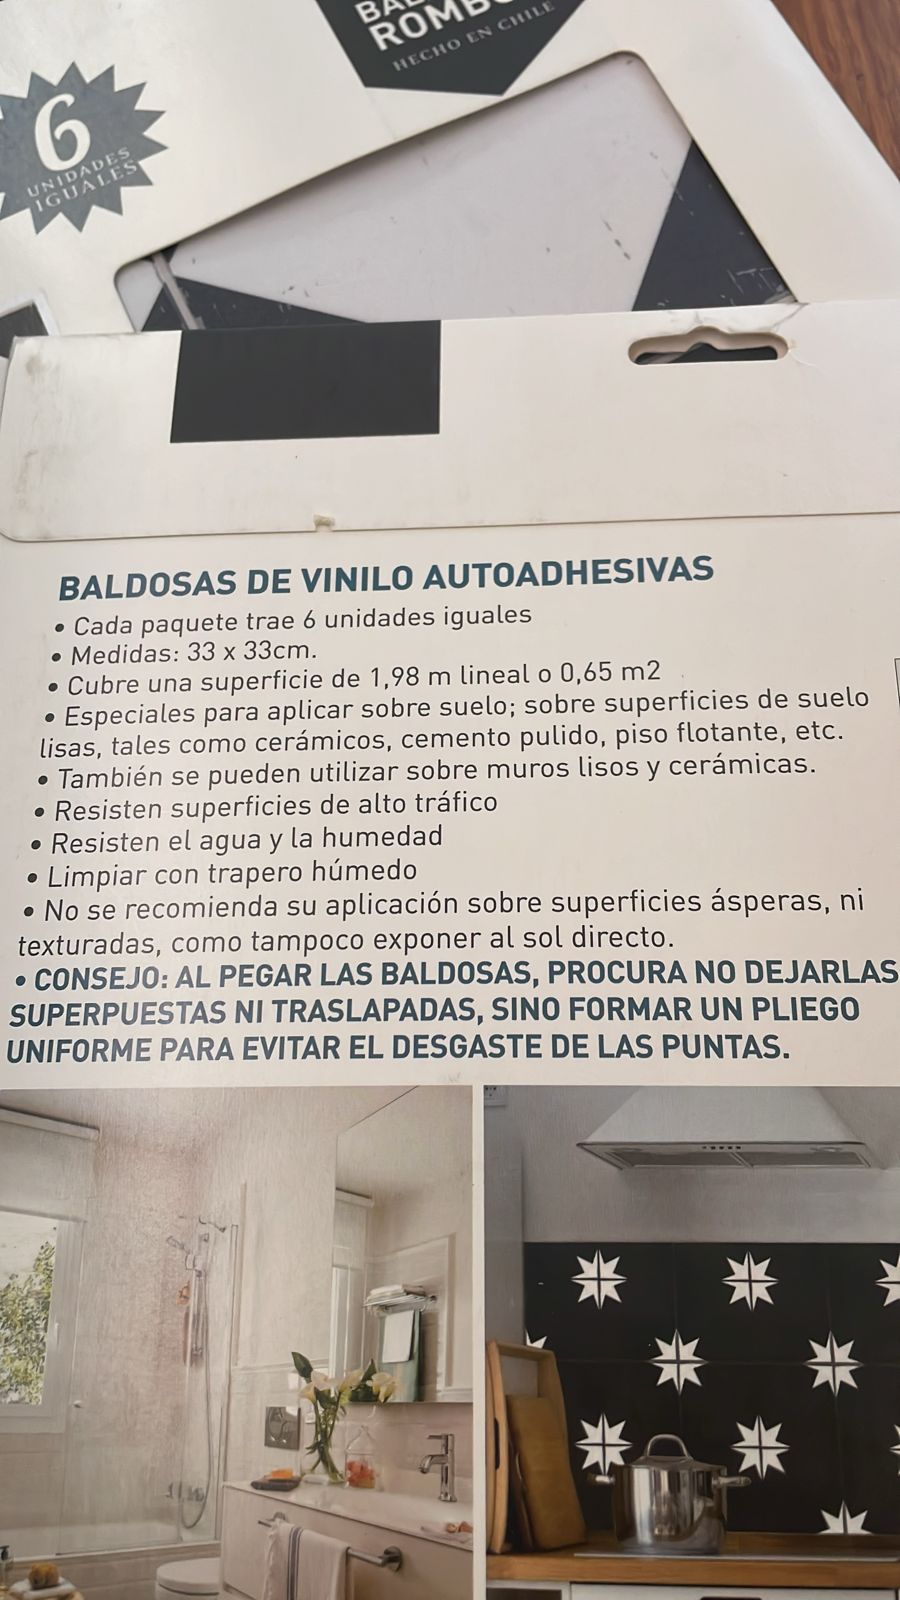 ROMBO
HECHO EN CHILE
6
UNIDADES
IGUALES
BALDOSAS DE VINILO AUTOADHESIVAS
• Cada paquete trae 6 unidades iguales
• Medidas: 33 x 33cm.
• Cubre una superficie de 1,98 m lineal o 0,65 m2
• Especiales para aplicar sobre suelo; sobre superficies de suelo
lisas, tales como cerámicos, cemento pulido, piso flotante, etc.
• También se pueden utilizar sobre muros lisos y cerámicas.
• Resisten superficies de alto tráfico
• Resisten el agua y la humedad
• Limpiar con trapero húmedo
• No se recomienda su aplicación sobre superficies ásperas, ni
texturadas, como tampoco exponer al sol directo.
• CONSEJO: AL PEGAR LAS BALDOSAS, PROCURA NO DEJARLAS
SUPERPUESTAS NI TRASLAPADAS, SINO FORMAR UN PLIEGO
UNIFORME PARA EVITAR EL DESGASTE DE LAS PUNTAS.